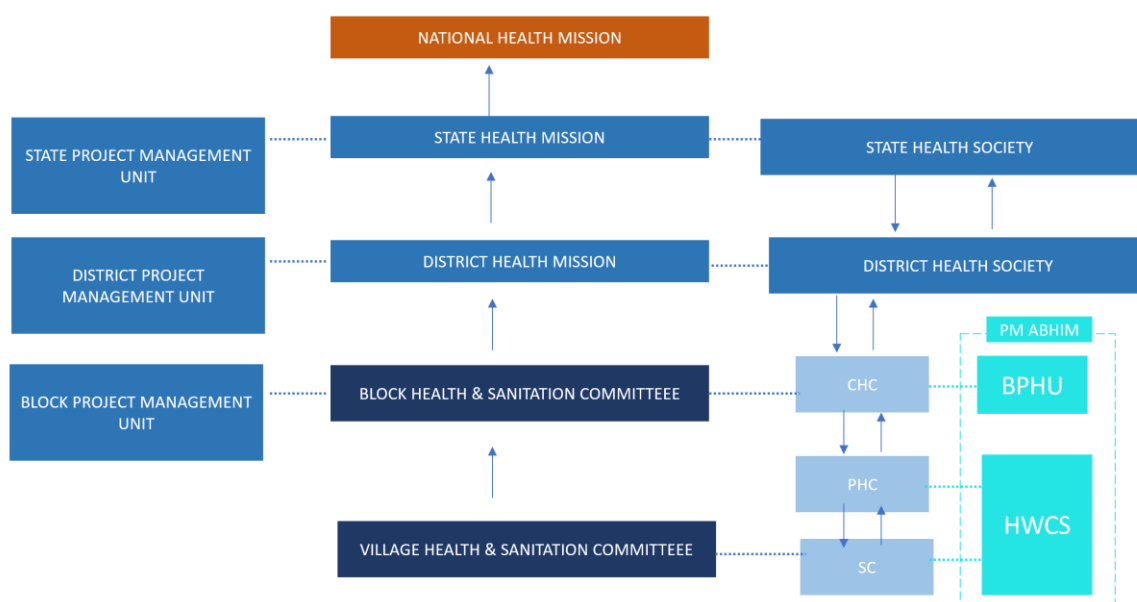 NATIONAL HEALTH MISSION
STATE PROJECT MANAGEMENT
UNIT
STATE HEALTH MISSION
STATE HEALTH SOCIETY
DISTRICT PROJECT
MANAGEMENT UNIT
DISTRICT HEALTH MISSION
DISTRICT HEALTH SOCIETY
PM ABHIM
BLOCK PROJECT MANAGEMENT
UNIT
BLOCK HEALTH & SANITATION COMMITTEEE
CHC
BPHU
PHC
HWCS
VILLAGE HEALTH & SANITATION COMMITTEEE
SC